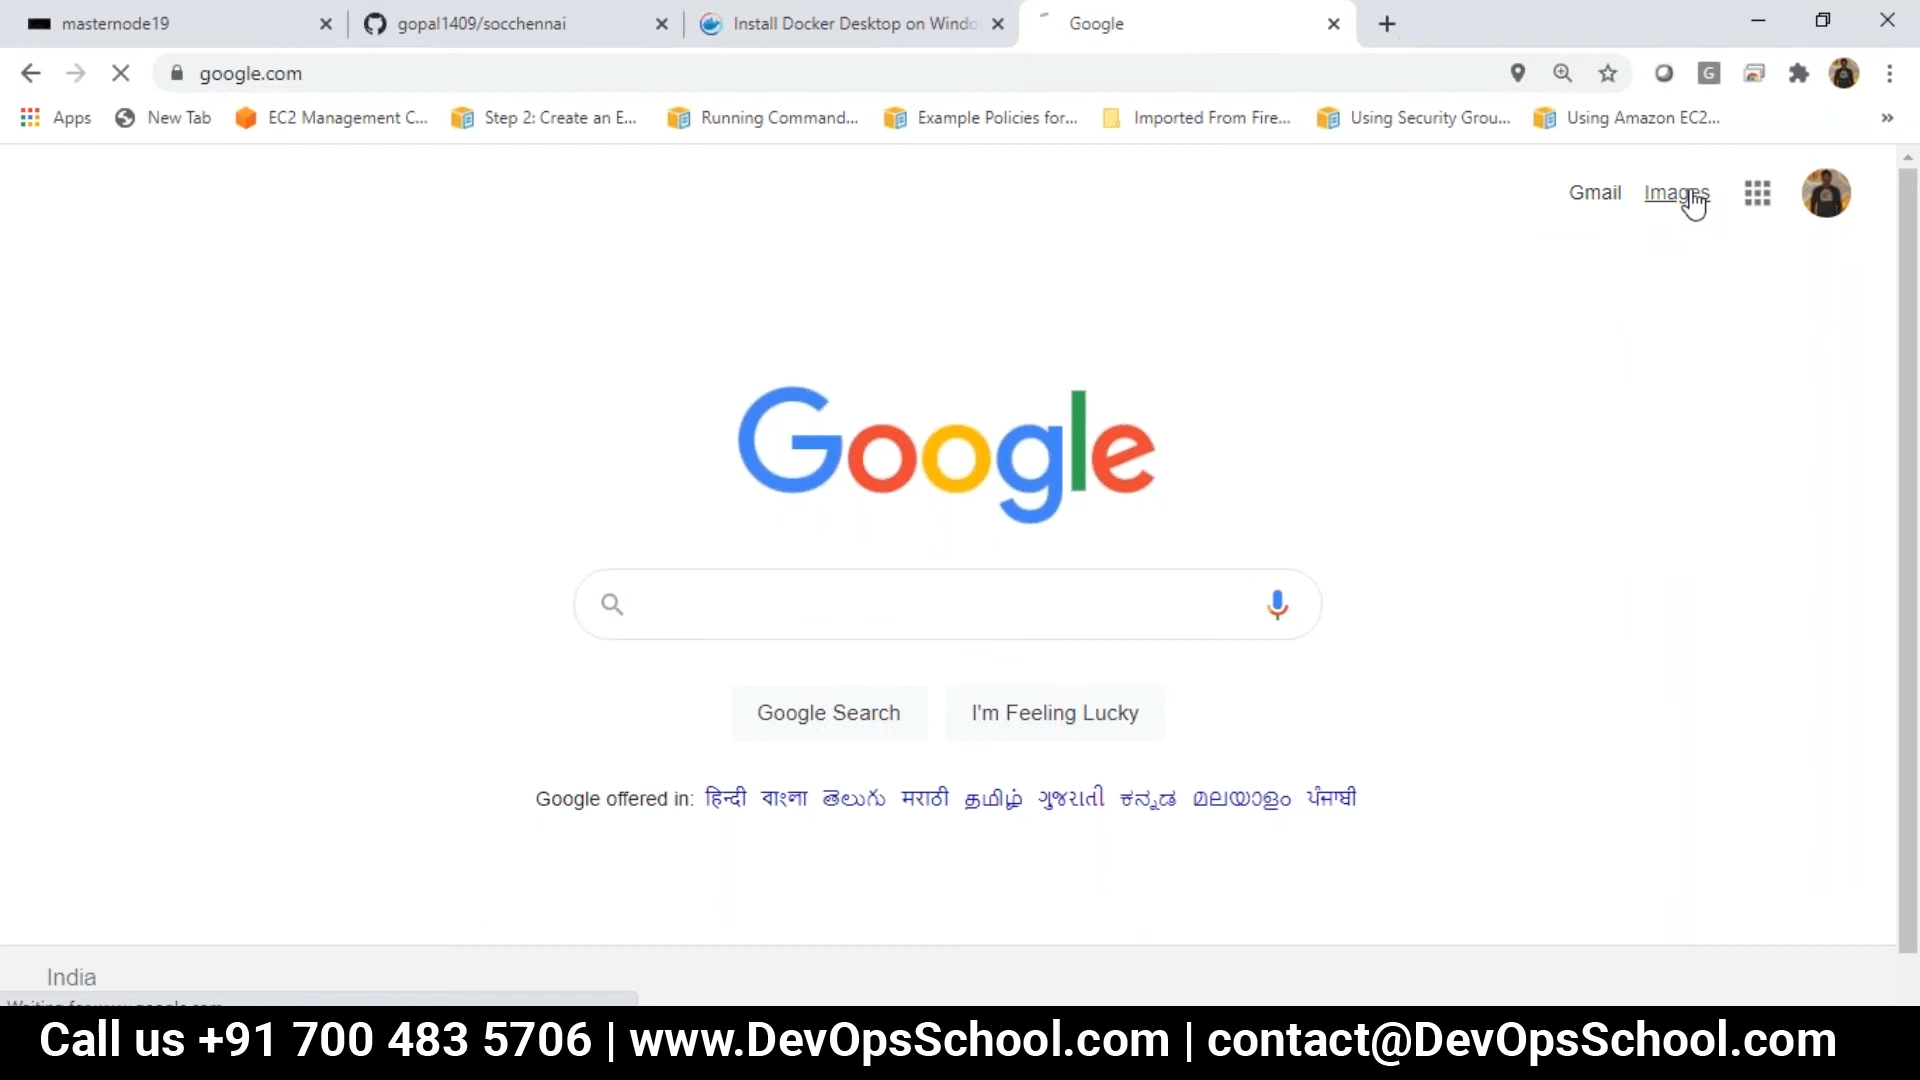 masternode19
gopal1409/socchennai
Install Docker Desktop on Windo
Google
google.com
G
Apps
New Tab
EC2 Management C...
Step 2: Create an E...
Running Command...
Example Policies for...
Imported From Fire...
Using Security Grou...
Using Amazon EC2...
»
Gmail
Images
Google
Google Search
I'm Feeling Lucky
Google offered in: हिन्दी বাংলা తెలుగు मराठी தமிழ் ગુજરાતી ಕನ್ನಡ മലയാളം ਪੰਜਾਬੀ
India
Call us +91 700 483 5706 | www.DevOpsSchool.com | contact@DevOpsSchool.com